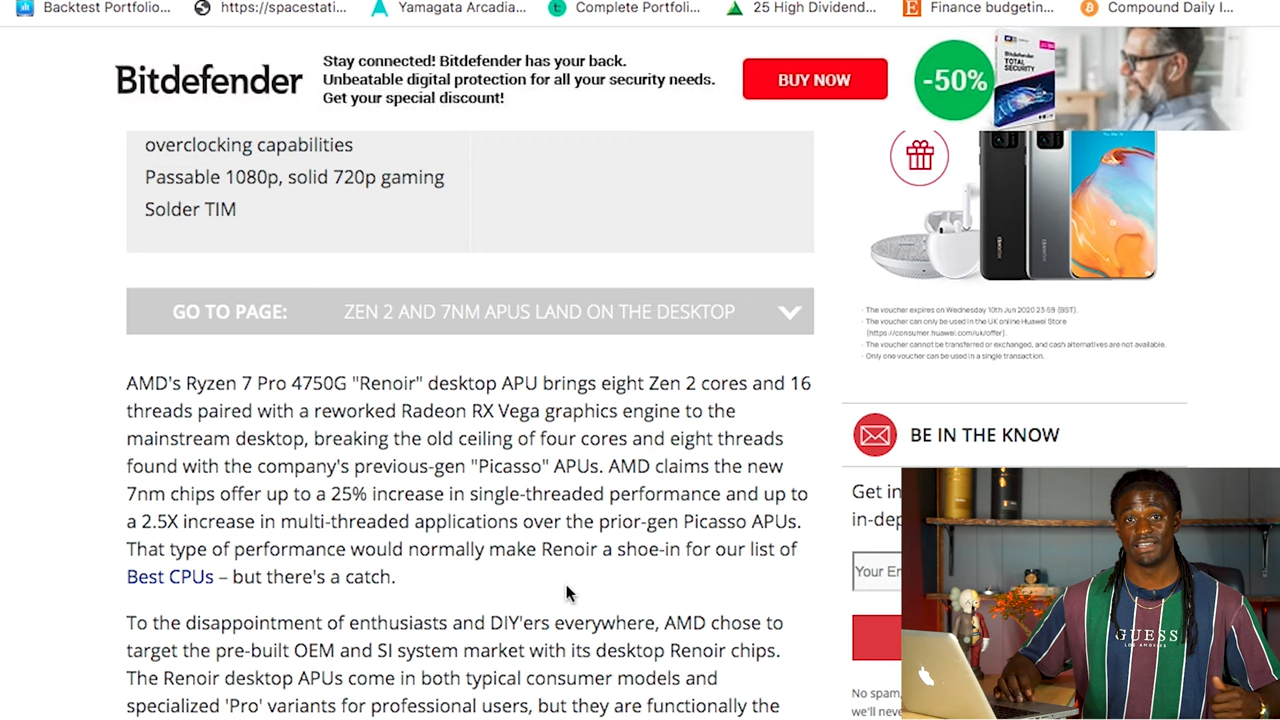 Backtest Portfolio...
https://spacestati...
Yamagata Arcadia...
Complete Portfoli...
25 High Dividend...
Finance budgetin...
Compound Daily I...
Bitdefender
Stay connected! Bitdefender has your back.
Unbeatable digital protection for all your security needs.
Get your special discount!
BUY NOW
-50%
Bitdefender
TOTAL
SECURITY
overclocking capabilities
Passable 1080p, solid 720p gaming
Solder TIM
HUAWEI
HUAWEI
· The voucher expires on Wednesday 10th Jun 2020 23:59 (BST).
· The voucher can only be used in the UK online Huawei Store
(https://consumer.huawei.com/uk/offer).
· The voucher cannot be transferred or exchanged, and cash alternatives are not available.
· Only one voucher can be used in a single transaction.
GO TO PAGE:
ZEN 2 AND 7NM APUS LAND ON THE DESKTOP
AMD's Ryzen 7 Pro 4750G "Renoir" desktop APU brings eight Zen 2 cores and 16
threads paired with a reworked Radeon RX Vega graphics engine to the
mainstream desktop, breaking the old ceiling of four cores and eight threads
found with the company's previous-gen "Picasso" APUs. AMD claims the new
7nm chips offer up to a 25% increase in single-threaded performance and up to
a 2.5X increase in multi-threaded applications over the prior-gen Picasso APUs.
That type of performance would normally make Renoir a shoe-in for our list of
Best CPUs – but there's a catch.
To the disappointment of enthusiasts and DIY'ers everywhere, AMD chose to
target the pre-built OEM and SI system market with its desktop Renoir chips.
The Renoir desktop APUs come in both typical consumer models and
specialized 'Pro' variants for professional users, but they are functionally the
BE IN THE KNOW
Get in
in-dep
Your Em
No spam,
we'll neve
GUESS
LOS ANGELES